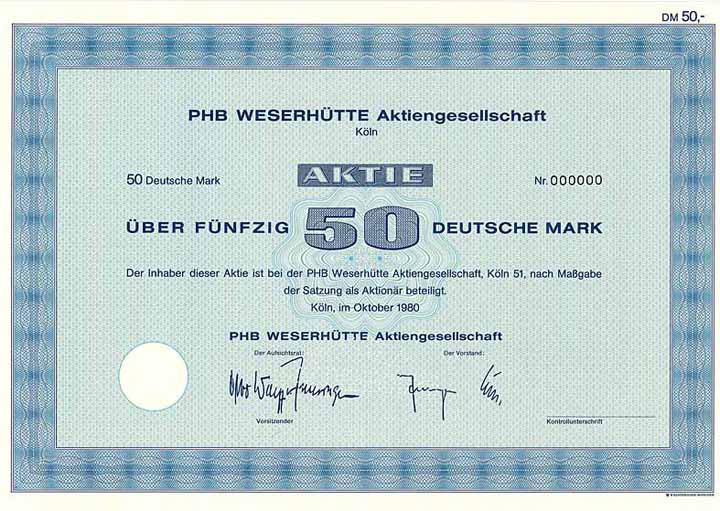 DM 50,-
PHB WESERHÜTTE Aktiengesellschaft
Köln
50 Deutsche Mark AKTIE Nr. 000000
ÜBER FÜNFZIG 50 DEUTSCHE MARK
Der Inhaber dieser Aktie ist bei der PHB Weserhütte Aktiengesellschaft, Köln 51, nach Maßgabe
der Satzung als Aktionär beteiligt.
Köln, im Oktober 1980
PHB WESERHÜTTE Aktiengesellschaft
Der Aufsichtsrat: Der Vorstand:
Vorsitzender Kontrollunterschrift